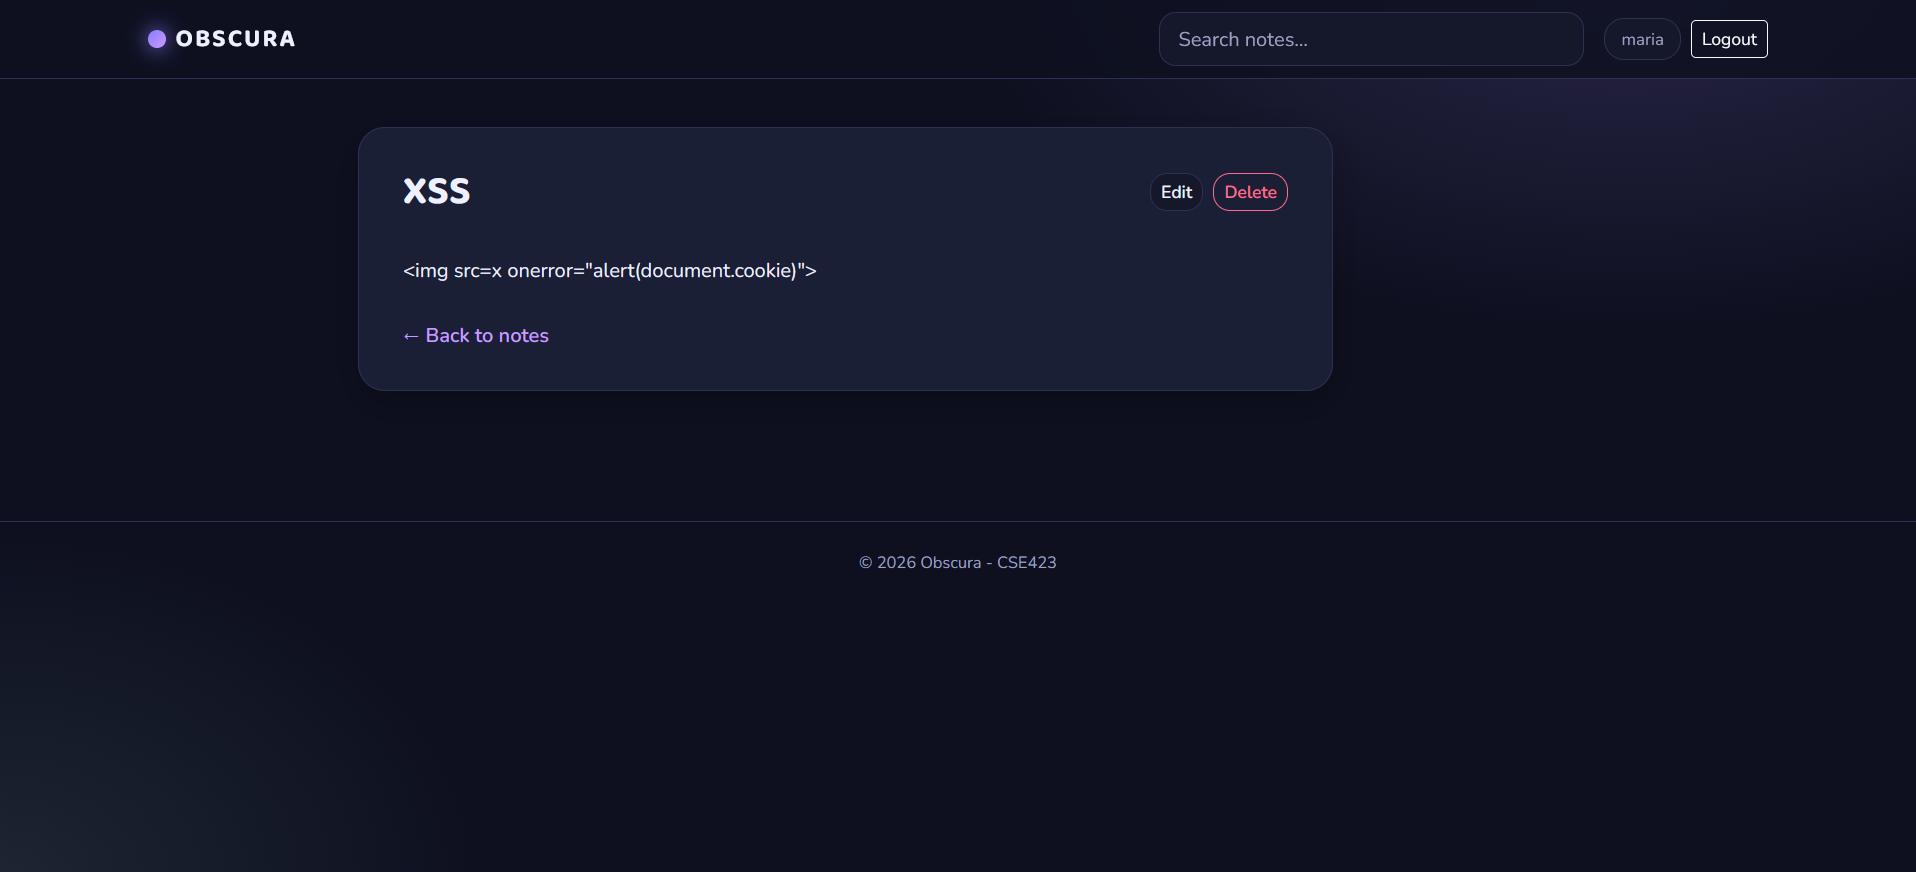 OBSCURA
Search notes...
maria
Logout
XSS
Edit
Delete
<img src=x onerror="alert(document.cookie)">
← Back to notes
© 2026 Obscura - CSE423